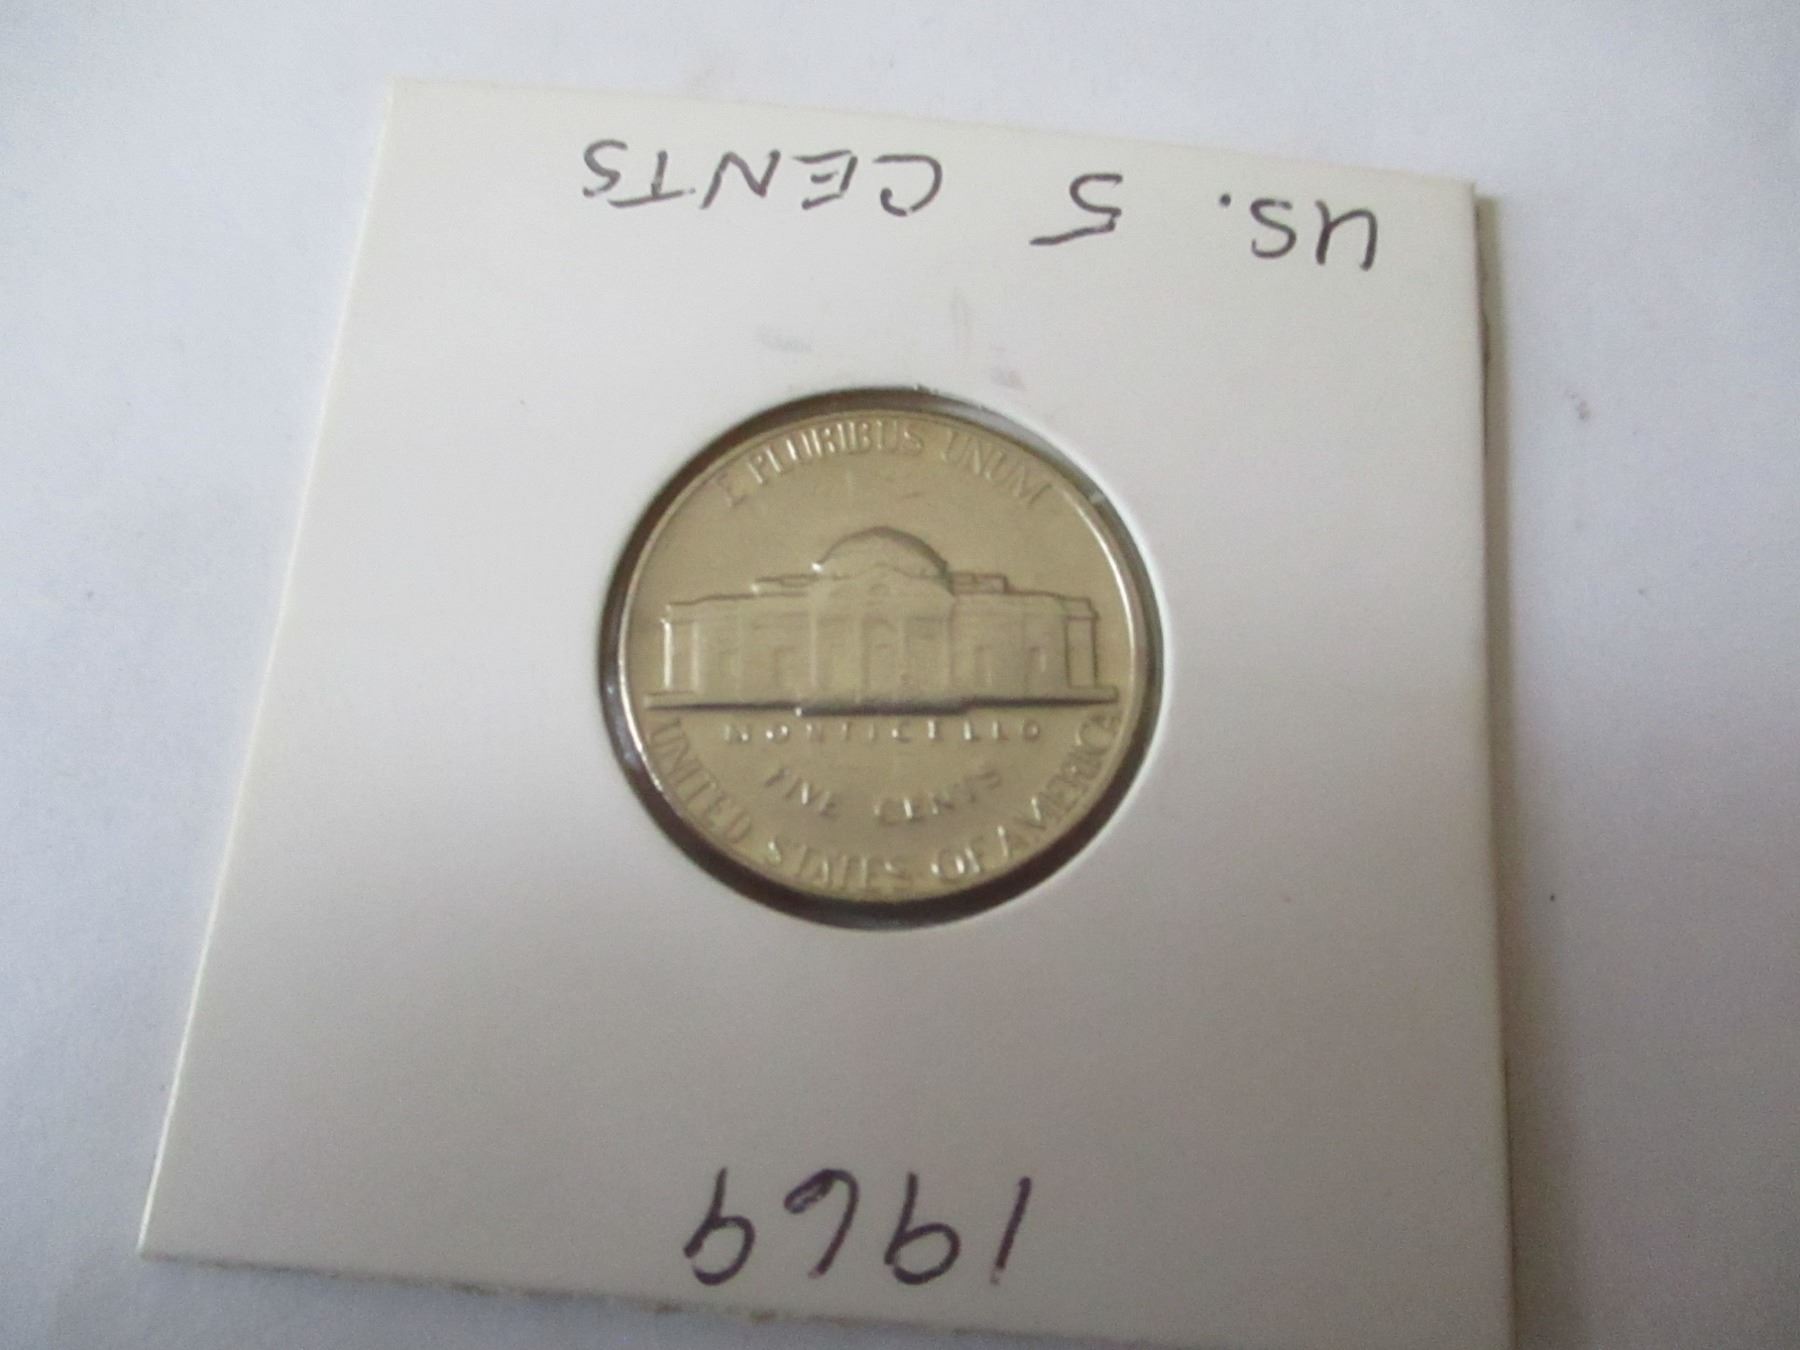 US. 5 CENTS
E PLURIBUS UNUM
MONTICELLO
FIVE CENTS
UNITED STATES OF AMERICA
1969